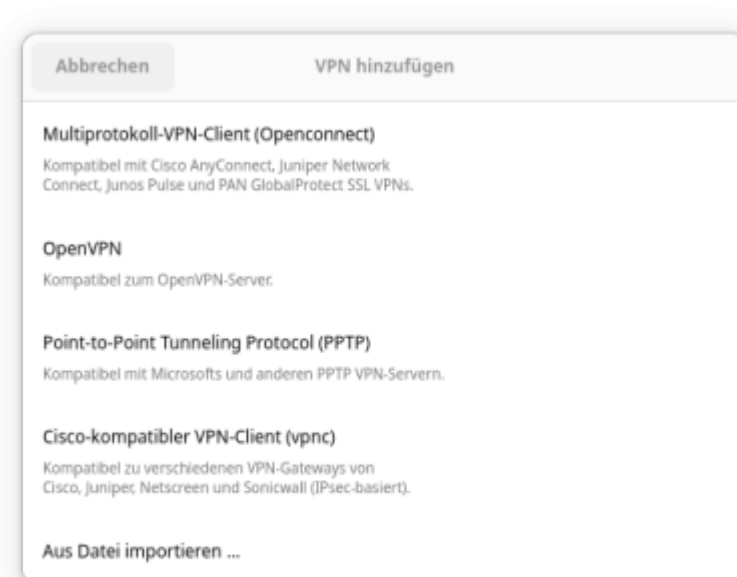 Abbrechen
VPN hinzufügen
Multiprotokoll-VPN-Client (Openconnect)
Kompatibel mit Cisco AnyConnect, Juniper Network
Connect, Junos Pulse und PAN GlobalProtect SSL VPNs.
OpenVPN
Kompatibel zum OpenVPN-Server.
Point-to-Point Tunneling Protocol (PPTP)
Kompatibel mit Microsofts und anderen PPTP VPN-Servern.
Cisco-kompatibler VPN-Client (vpnc)
Kompatibel zu verschiedenen VPN-Gateways von
Cisco, Juniper, Netscreen und Sonicwall (IPsec-basiert).
Aus Datei importieren ...